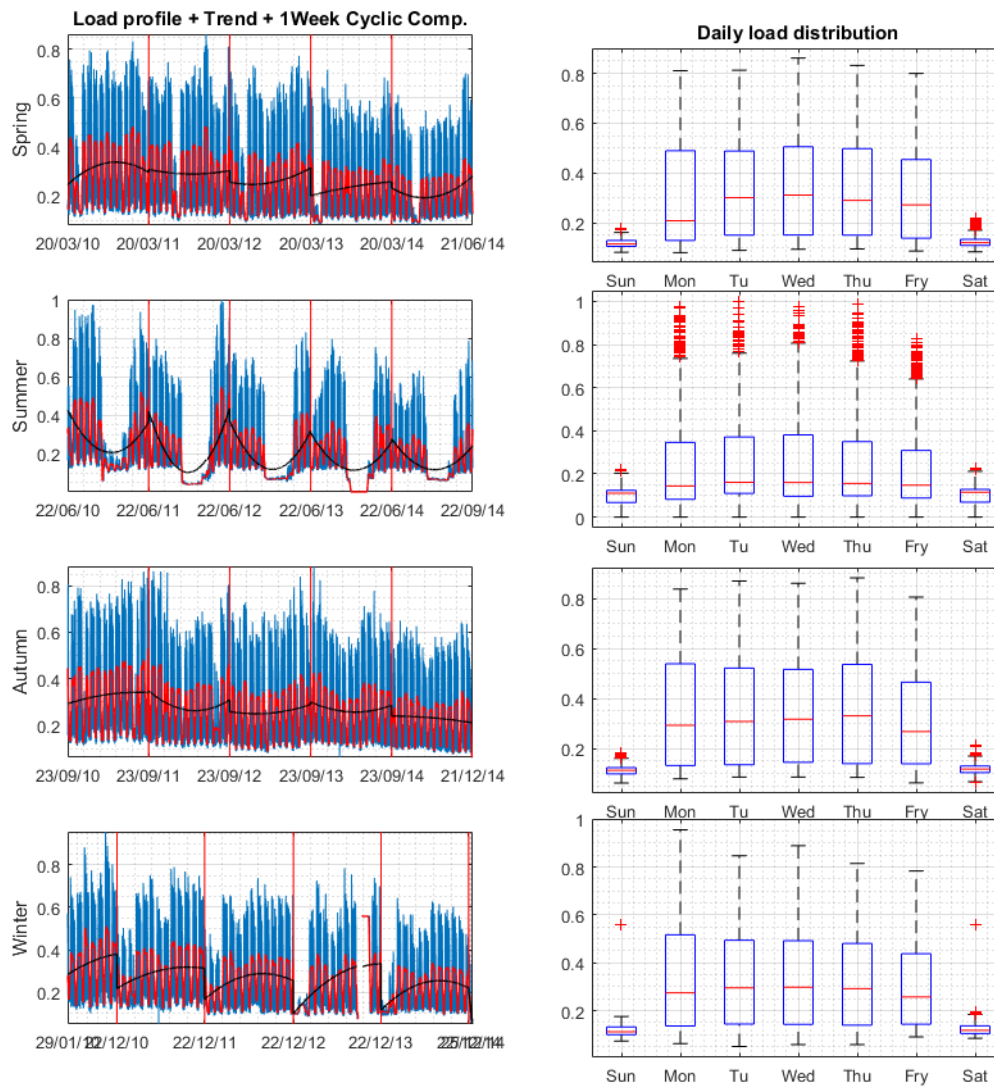 Load profile + Trend + 1Week Cyclic Comp.
0.8
0.6
0.4
0.2
Spring
20/03/10 20/03/11 20/03/12 20/03/13 20/03/14 21/06/14
1
0.8
0.6
0.4
0.2
Summer
22/06/10 22/06/11 22/06/12 22/06/13 22/06/14 22/09/14
0.8
0.6
0.4
0.2
Autumn
23/09/10 23/09/11 23/09/12 23/09/13 23/09/14 21/12/14
0.8
0.6
0.4
0.2
Winter
29/01/10 22/12/10 22/12/11 22/12/12 22/12/13
Daily load distribution
0.8
0.6
0.4
0.2
Sun Mon Tu Wed Thu Fry Sat
1
0.8
0.6
0.4
0.2
0
Sun Mon Tu Wed Thu Fry Sat
0.8
0.6
0.4
0.2
Sun Mon Tu Wed Thu Fry Sat
1
0.8
0.6
0.4
0.2
Sun Mon Tu Wed Thu Fry Sat